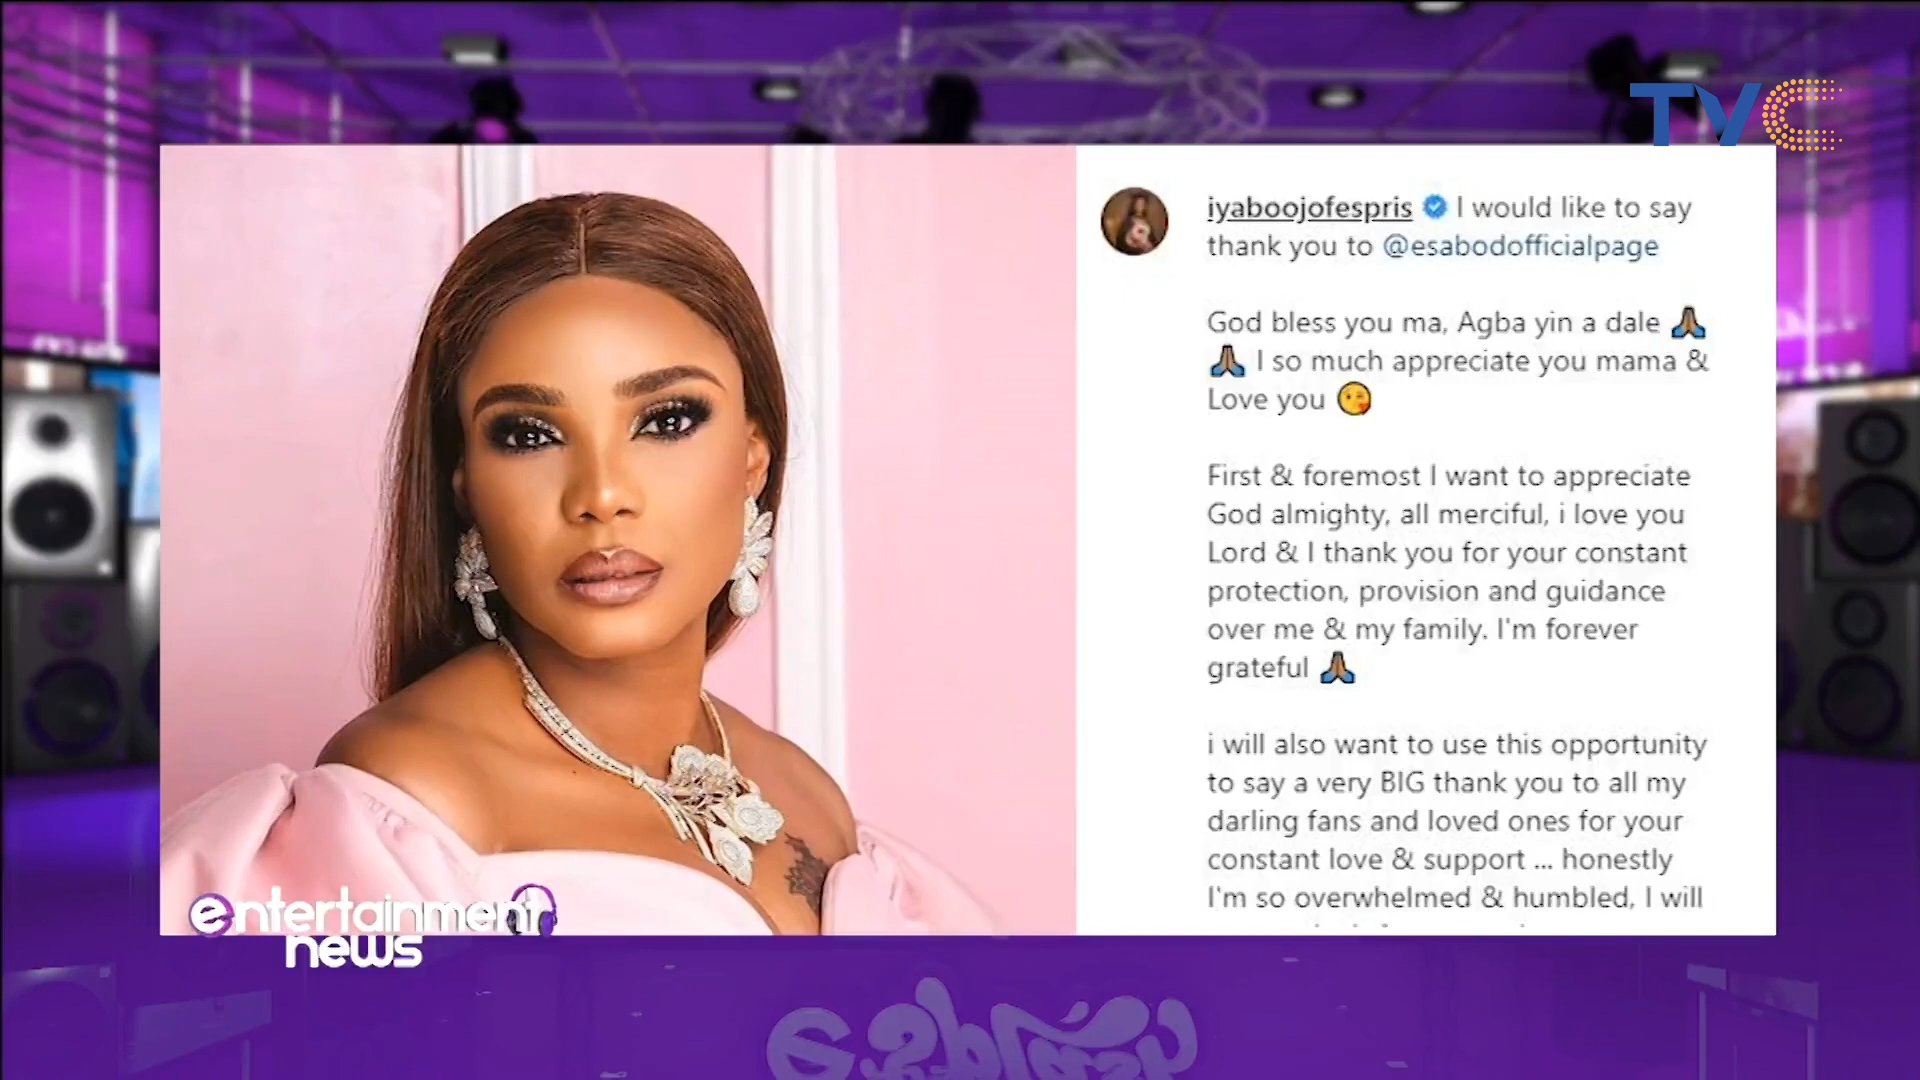 TVC
iyaboojofespris I would like to say
thank you to @esabodofficialpage
God bless you ma, Agba yin a dale 🙏🏾
🙏🏾 I so much appreciate you mama &
Love you 😘
First & foremost I want to appreciate
God almighty, all merciful, i love you
Lord & I thank you for your constant
protection, provision and guidance
over me & my family. I'm forever
grateful 🙏🏾
i will also want to use this opportunity
to say a very BIG thank you to all my
darling fans and loved ones for your
constant love & support ... honestly
I'm so overwhelmed & humbled, I will
entertainment
news